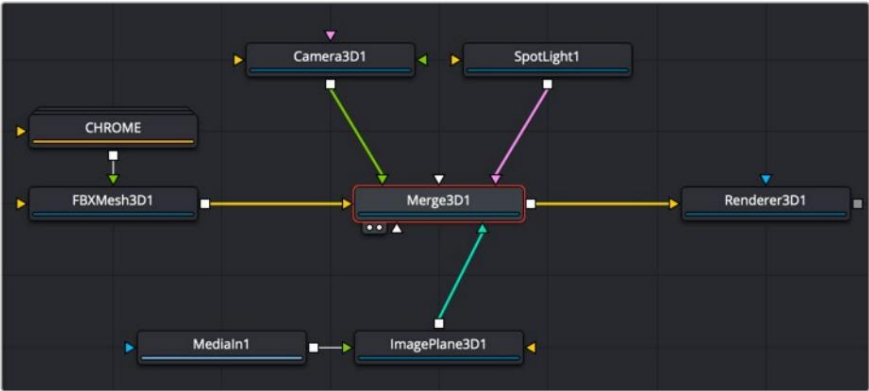 Camera3D1
SpotLight1
CHROME
FBXMesh3D1
Merge3D1
Renderer3D1
MediaIn1
ImagePlane3D1